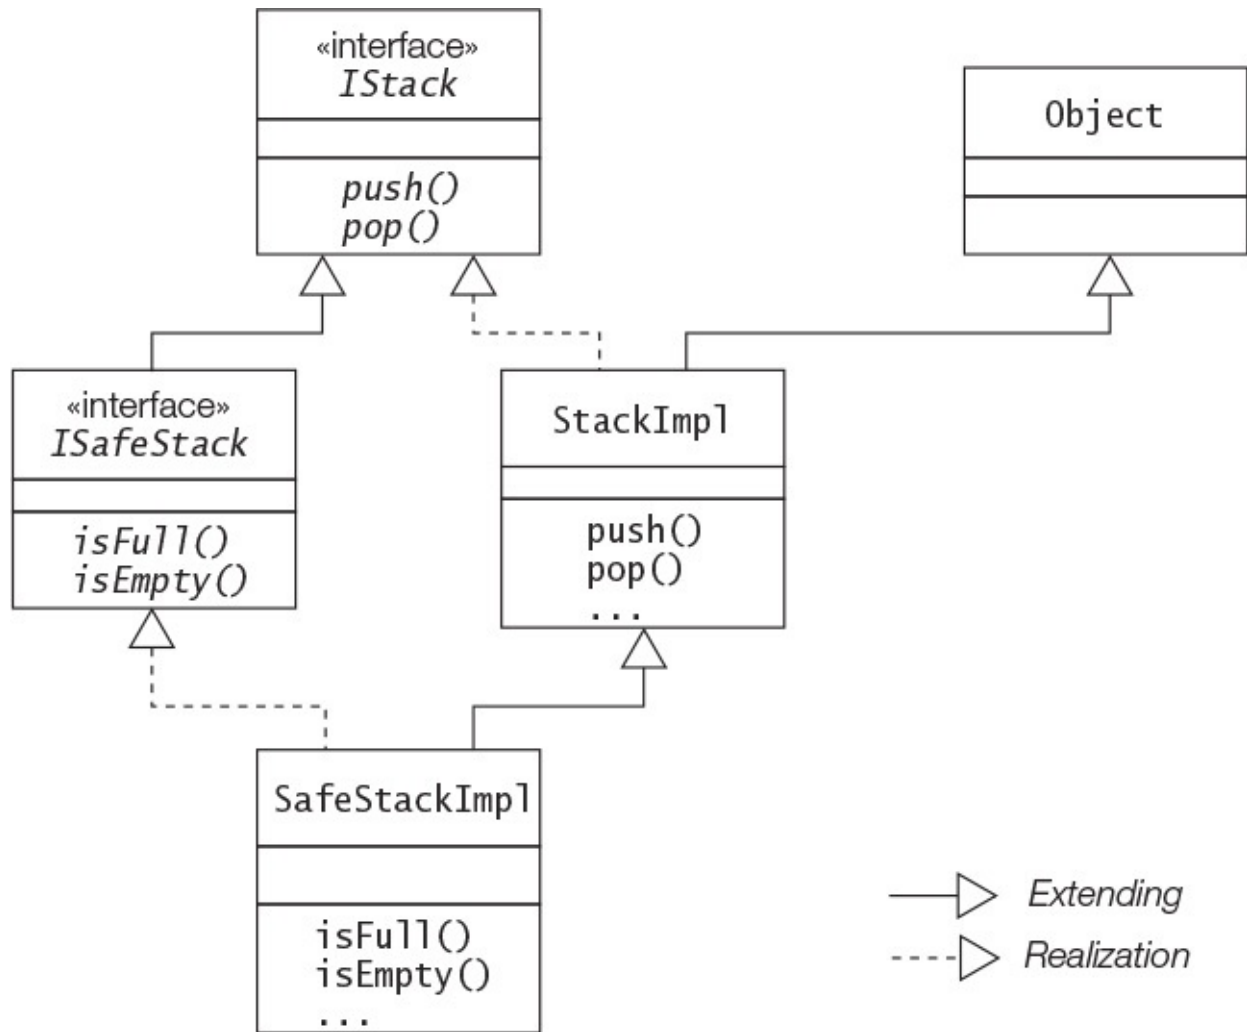 «interface»
IStack
push()
pop()
Object
«interface»
ISafeStack
isFull()
isEmpty()
StackImpl
push()
pop()
...
SafeStackImpl
isFull()
isEmpty()
...
Extending
Realization